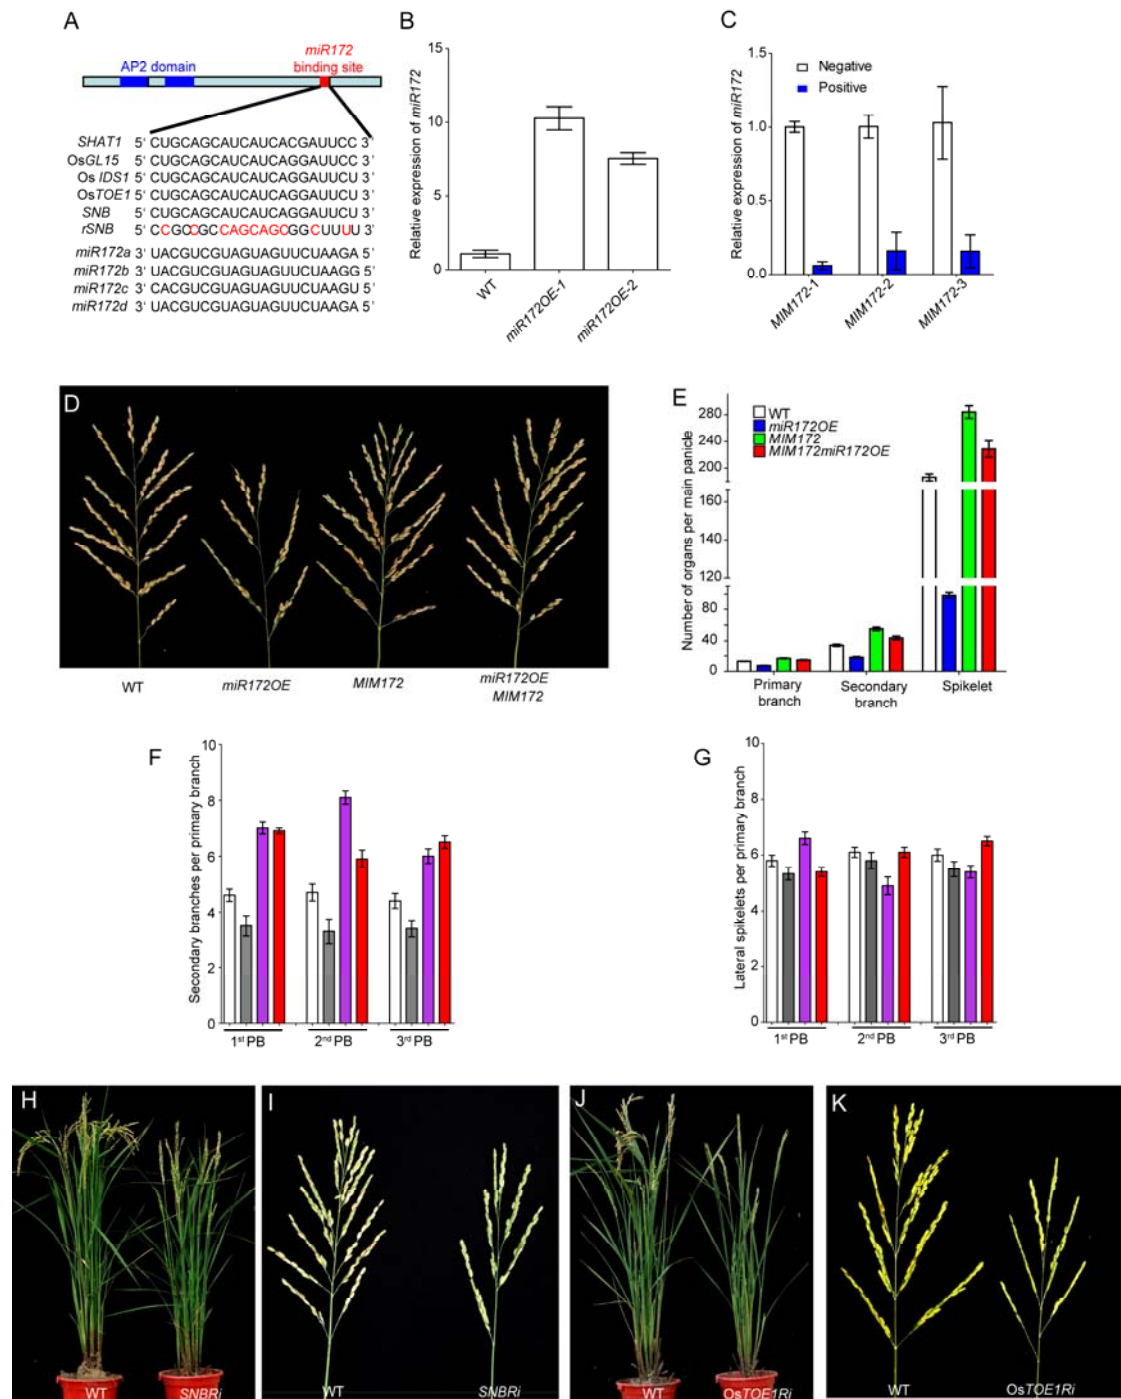 A
miR172
AP2 domain
binding site
SHAT1 5' CUGCAGCAUCAUCACGAUUCC 3'
OsGL15 5' CUGCAGCAUCAUCAGGAUUCC 3'
Os IDS1 5' CUGCAGCAUCAUCAGGAUUCU 3'
OsTOE1 5' CUGCAGCAUCAUCAGGAUUCU 3'
SNB 5' CUGCAGCAUCAUCAGGAUUCU 3'
rSNB 5' CCGCCGCCAGCAGCGGCUUUU 3'
miR172a 3' UACGUCGUAGUAGUUCUAAGA 5'
miR172b 3' UACGUCGUAGUAGUUCUAAGG 5'
miR172c 3' CACGUCGUAGUAGUUCUAAGU 5'
miR172d 3' UACGUCGUAGUAGUUCUAAGA 5'
B
Relative expression of miR172
15
10
5
0
WT
miR172OE-1
miR172OE-2
C
Relative expression of miR172
1.5
1.0
0.5
0.0
Negative
Positive
MIM172-1
MIM172-2
MIM172-3
D
WT
miR172OE
MIM172
miR172OE
MIM172
E
Number of organs per main panicle
280
240
200
160
120
80
40
0
WT
miR172OE
MIM172
MIM172miR172OE
Primary
branch
Secondary
branch
Spikelet
F
Secondary branches per primary branch
10
8
6
4
2
0
1st PB
2nd PB
3rd PB
G
Lateral spikelets per primary branch
10
8
6
4
2
0
1st PB
2nd PB
3rd PB
H
WT
SNBRi
I
WT
SNBRi
J
WT
OsTOE1Ri
K
WT
OsTOE1Ri